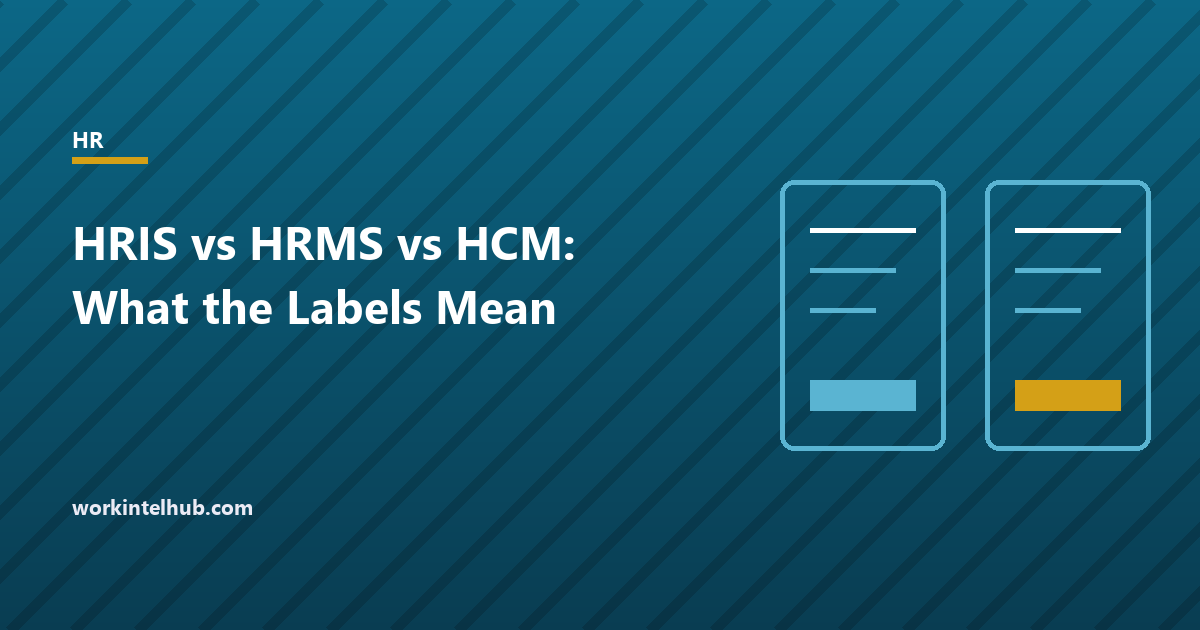 HR
HRIS vs HRMS vs HCM:
What the Labels Mean
workintelhub.com